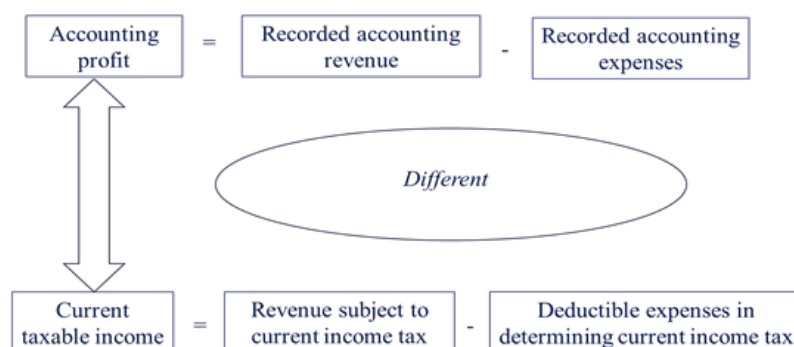 Accounting
profit
=
Recorded accounting
revenue
-
Recorded accounting
expenses
Different
Current
taxable income
=
Revenue subject to
current income tax
-
Deductible expenses in
determining current income tax